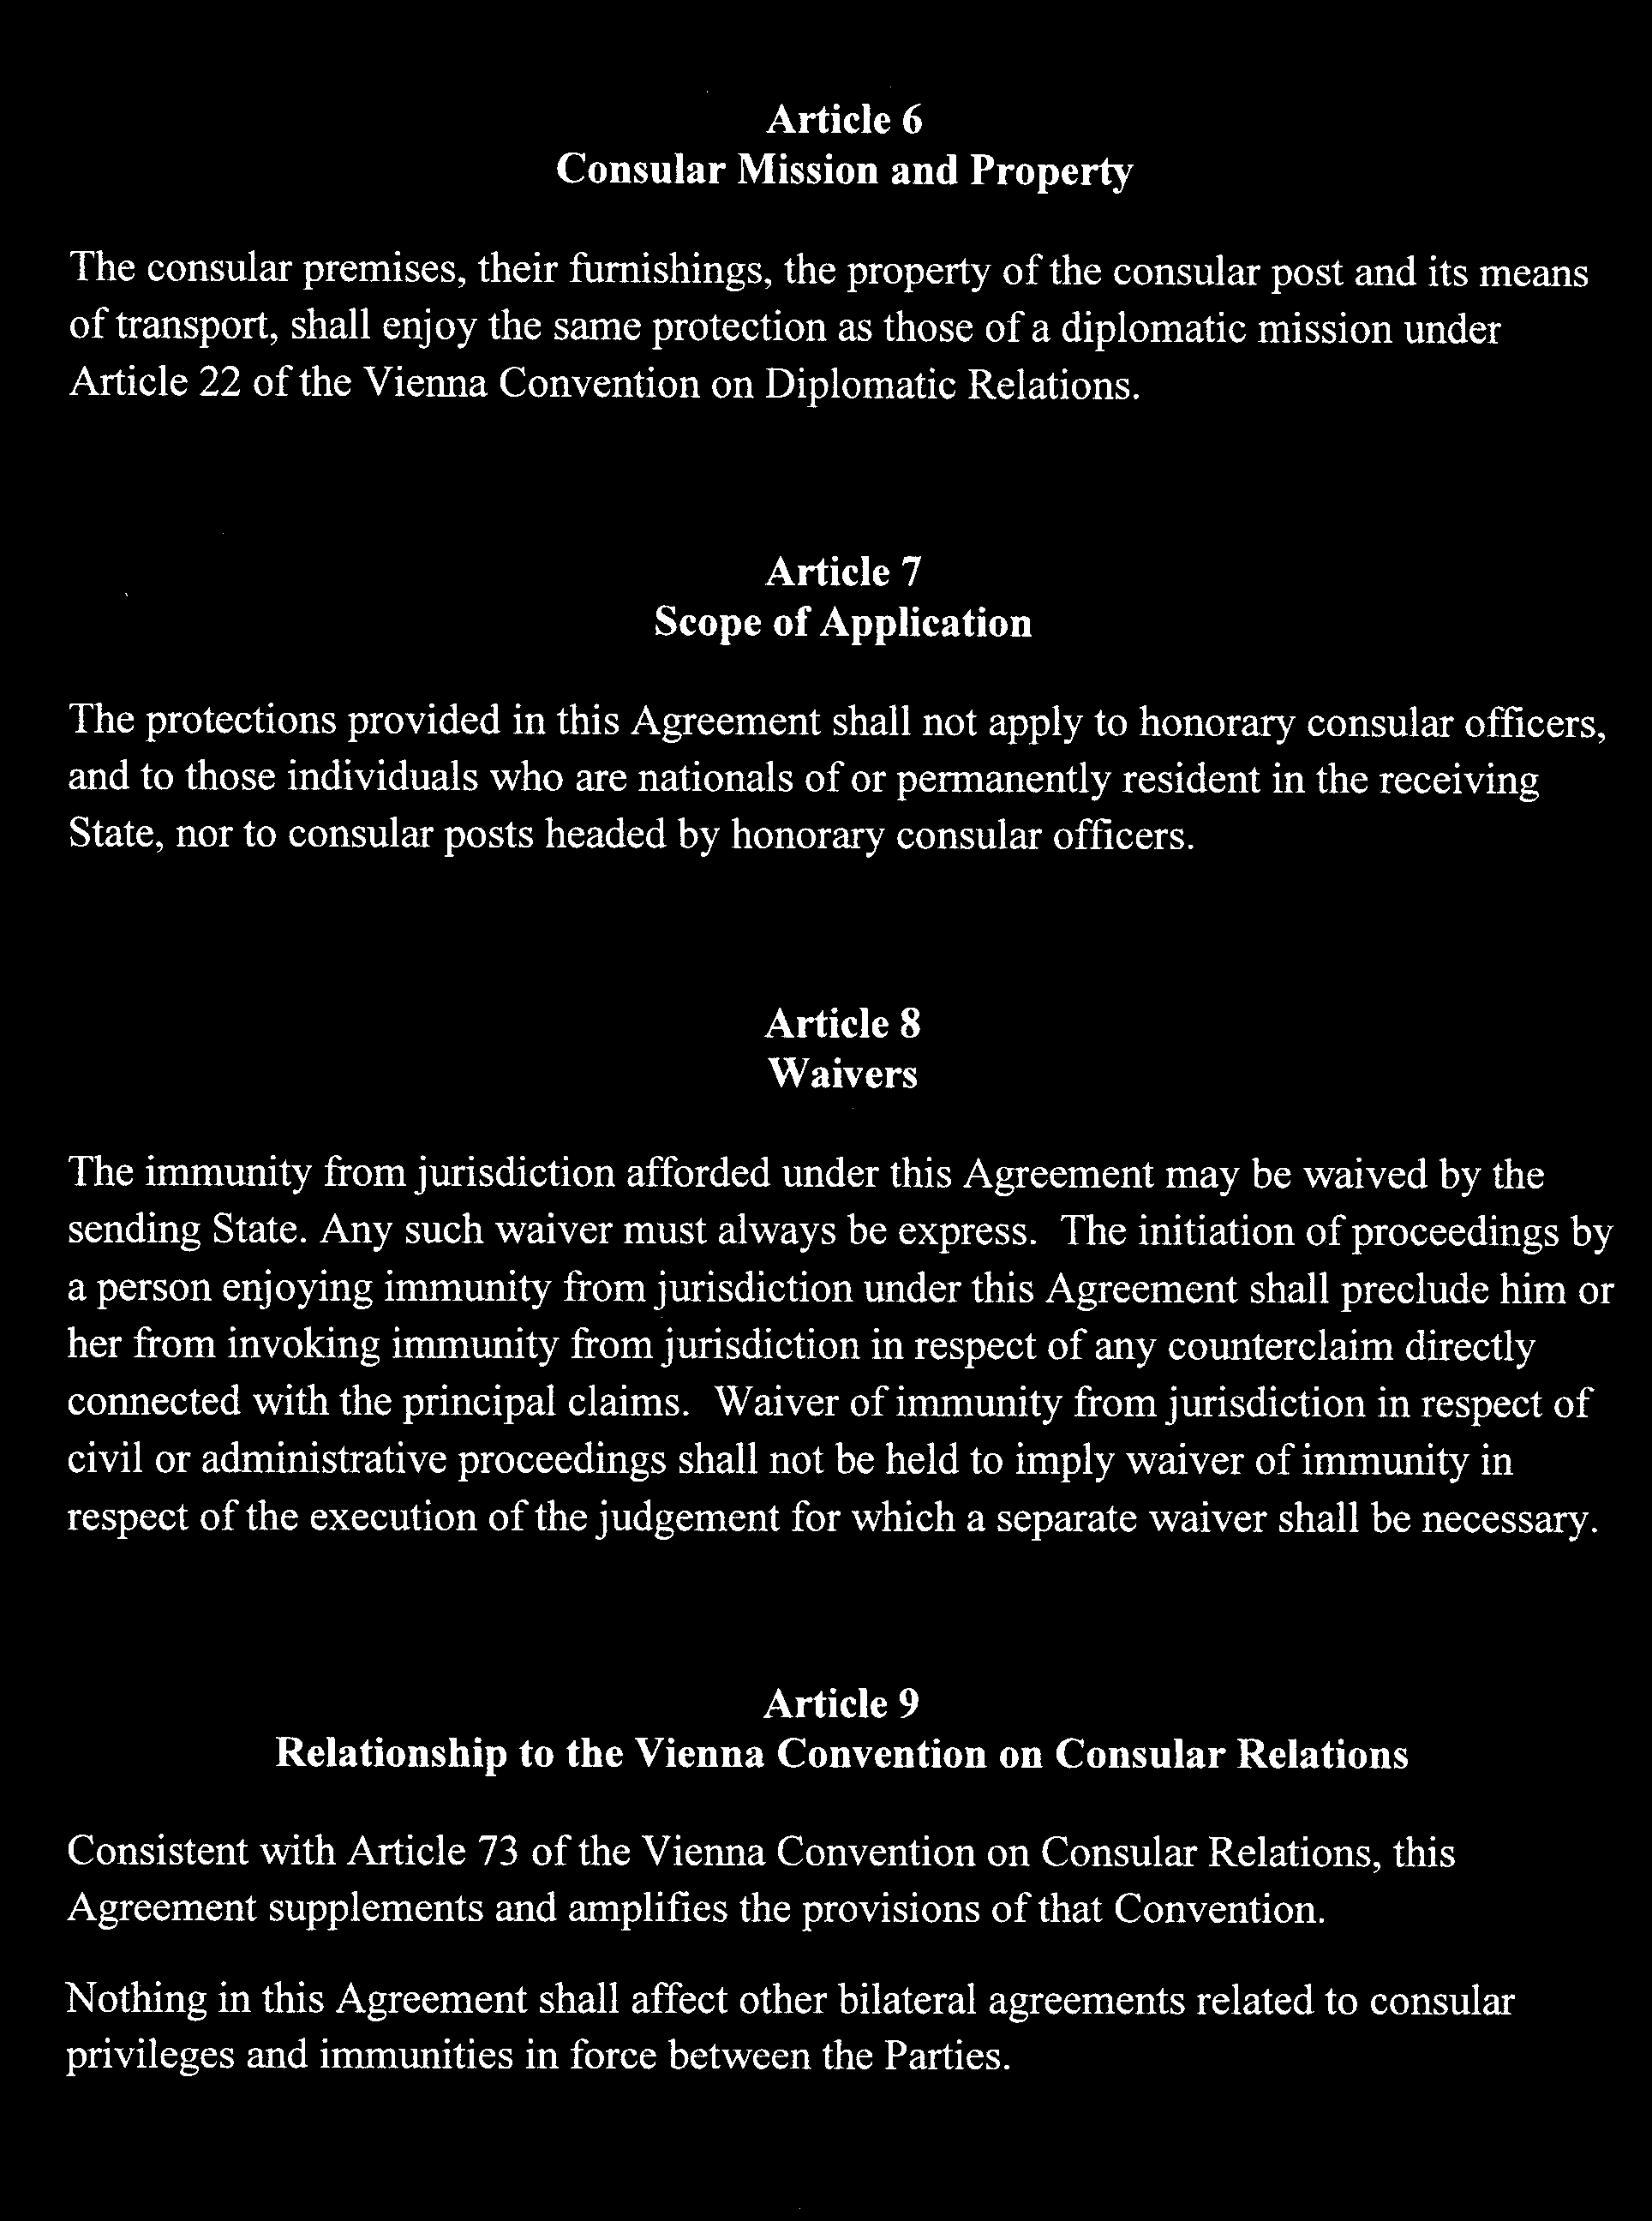 Article 6
Consular Mission and Property
The consular premises, their furnishings, the property of the consular post and its means
of transport, shall enjoy the same protection as those of a diplomatic mission under
Article 22 of the Vienna Convention on Diplomatic Relations.
Article 7
Scope of Application
The protections provided in this Agreement shall not apply to honorary consular officers,
and to those individuals who are nationals of or permanently resident in the receiving
State, nor to consular posts headed by honorary consular officers.
Article 8
Waivers
The immunity from jurisdiction afforded under this Agreement may be waived by the
sending State. Any such waiver must always be express. The initiation of proceedings by
a person enjoying immunity from jurisdiction under this Agreement shall preclude him or
her from invoking immunity from jurisdiction in respect of any counterclaim directly
connected with the principal claims. Waiver of immunity from jurisdiction in respect of
civil or administrative proceedings shall not be held to imply waiver of immunity in
respect of the execution of the judgement for which a separate waiver shall be necessary.
Article 9
Relationship to the Vienna Convention on Consular Relations
Consistent with Article 73 of the Vienna Convention on Consular Relations, this
Agreement supplements and amplifies the provisions of that Convention.
Nothing in this Agreement shall affect other bilateral agreements related to consular
privileges and immunities in force between the Parties.